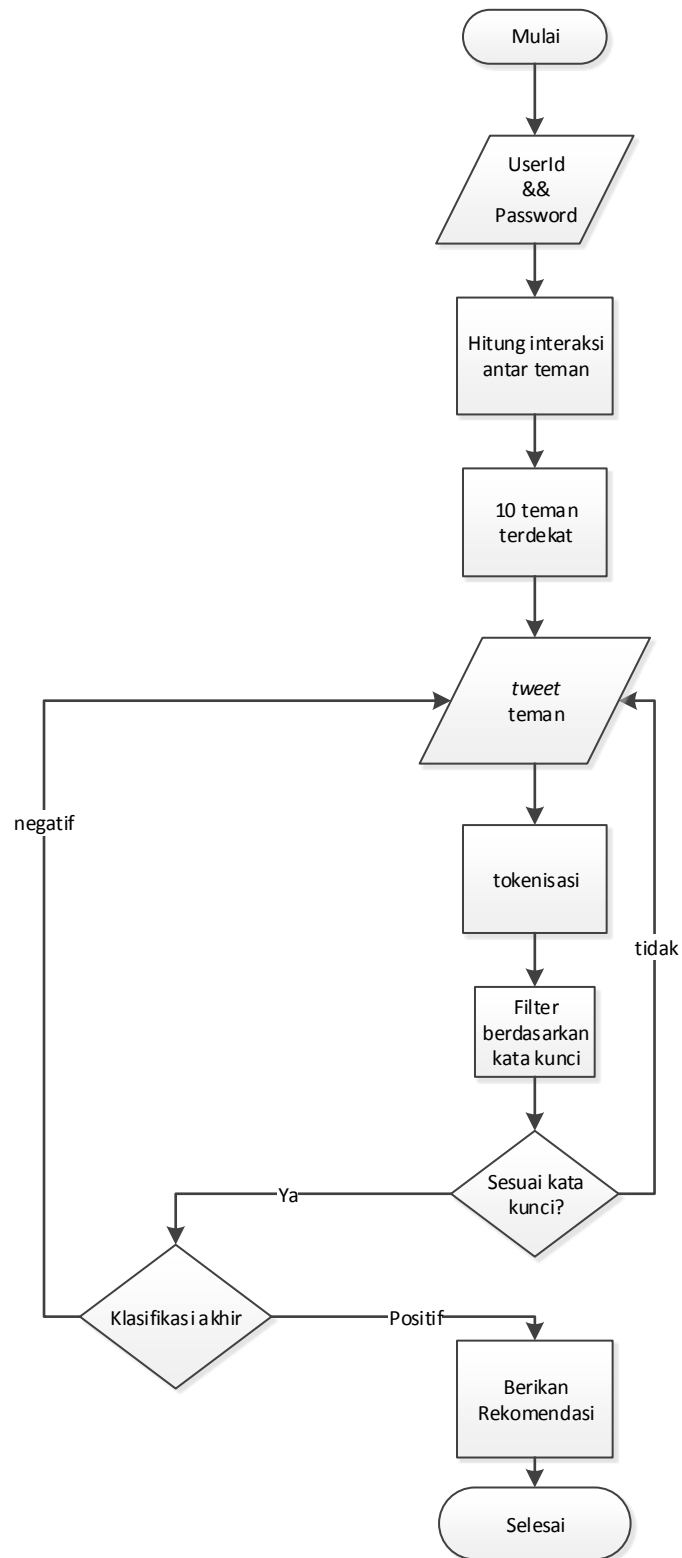 Mulai
UserId
&&
Password
Hitung interaksi
antar teman
10 teman
terdekat
tweet
teman
negatif
tokenisasi
tidak
Filter
berdasarkan
kata kunci
Sesuai kata
kunci?
Ya
Klasifikasi akhir
Positif
Berikan
Rekomendasi
Selesai